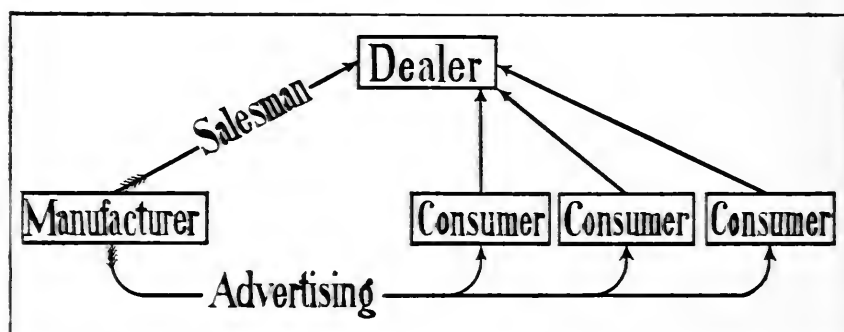 Dealer
Salesman
Manufacturer
Consumer Consumer Consumer
Advertising